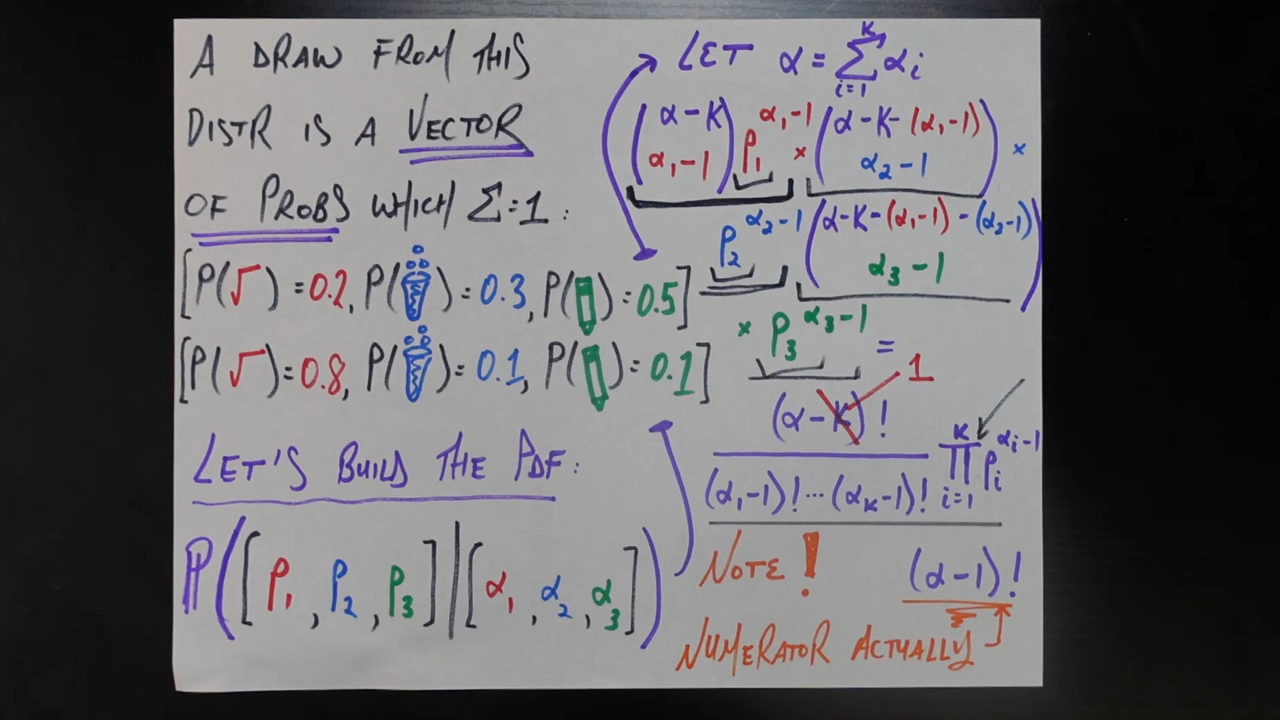 A DRAW FROM THIS
DISTR IS A VECTOR
OF PROBS WHICH Σ=1:
[P(√)=0.2, P( )=0.3, P( )=0.5]
[P(√)=0.8, P( )=0.1, P( )=0.1]
LET'S BUILD THE PDF:
P([p₁, p₂, p₃]|[α₁, α₂, α₃])
LET α = ∑ᵢ₌₁ᴷ αᵢ
(α-K α₁-1) p₁^(α₁-1) × (α-K-(α₁-1) α₂-1) ×
p₂^(α₂-1) (α-K-(α₁-1)-(α₂-1) α₃-1)
× p₃^(α₃-1) =
1
(α-K)!
(α₁-1)!...(αₖ-1)! ∏ᵢ₌₁ᴷ pᵢ^(αᵢ-1)
NOTE! (α-1)!
NUMERATOR ACTUALLY